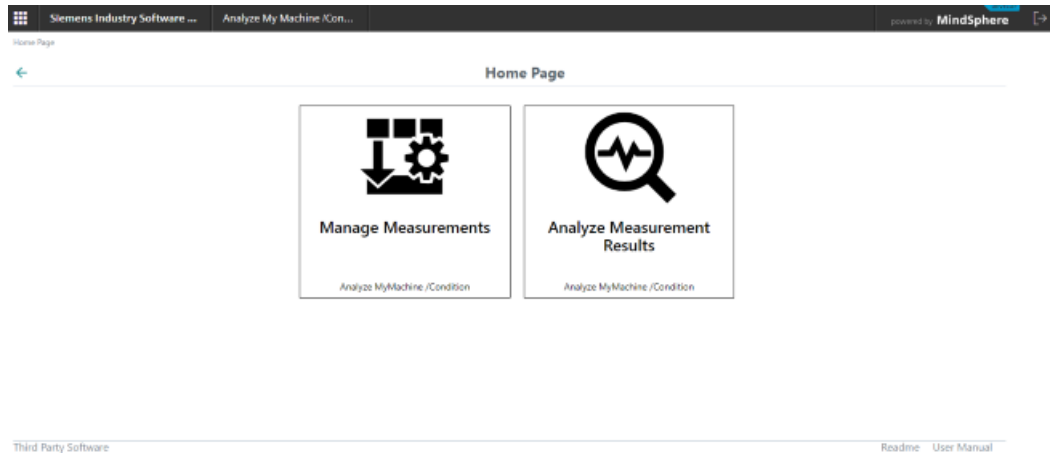 Siemens Industry Software ... Analyze My Machine /Con... powered by MindSphere
Home Page
Home Page
Manage Measurements
Analyze MyMachine /Condition
Analyze Measurement
Results
Analyze MyMachine /Condition
Third Party Software Readme User Manual